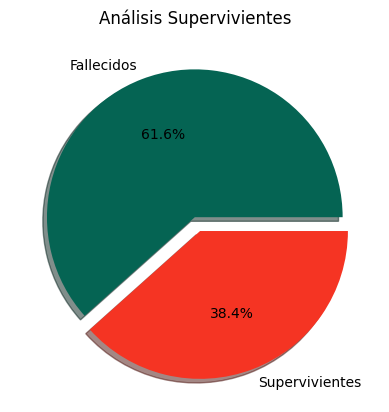 Análisis Supervivientes
Fallecidos
61.6%
38.4%
Supervivientes